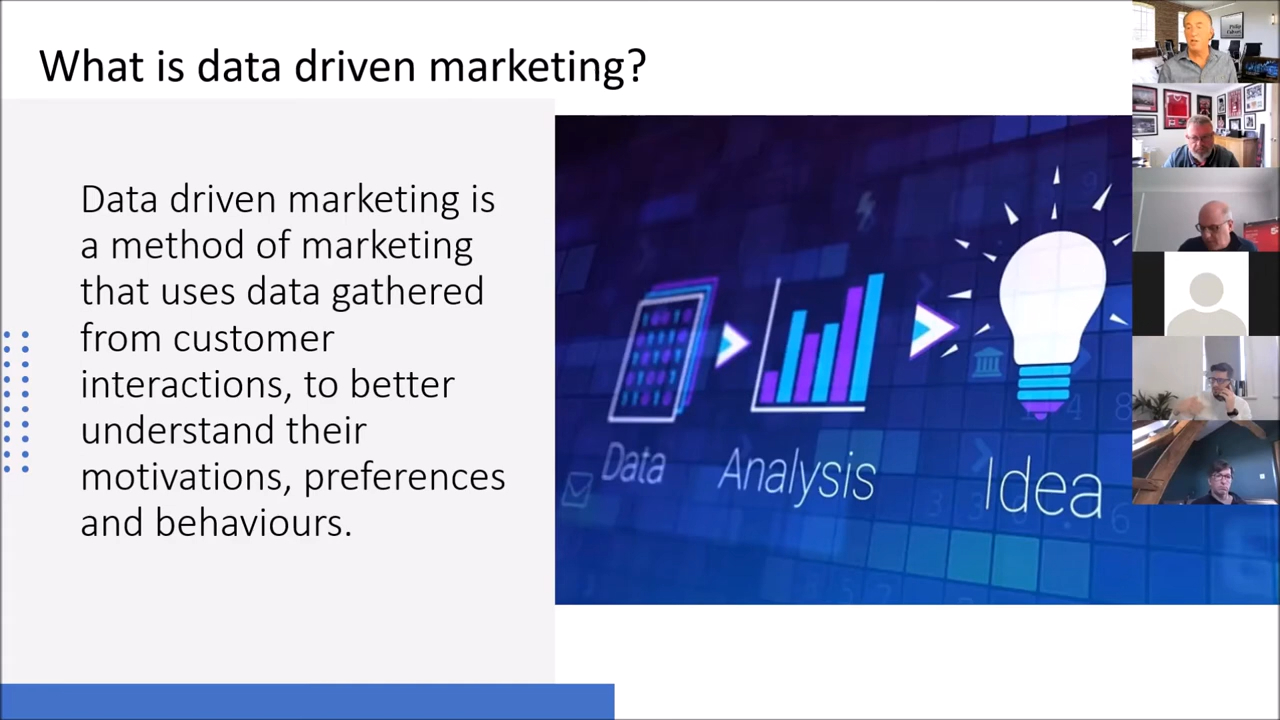 What is data driven marketing?
Data driven marketing is
a method of marketing
that uses data gathered
from customer
interactions, to better
understand their
motivations, preferences
and behaviours.
Data
Analysis
Idea